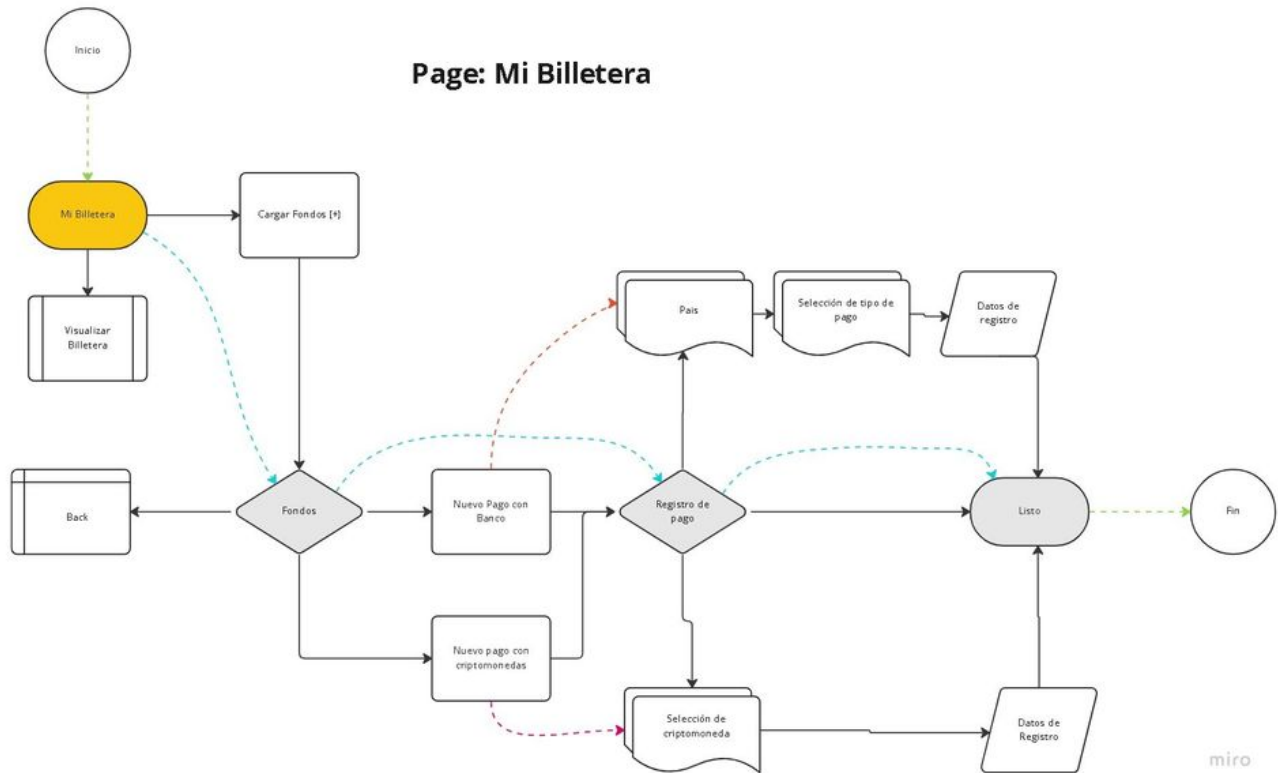 Inicio
Page: Mi Billetera
Mi Billetera
Cargar Fondos [+]
Visualizar
Billetera
Pais
Selección de tipo de
pago
Datos de
registro
Back
Fondos
Nuevo Pago con
Banco
Registro de
pago
Listo
Fin
Nuevo pago con
criptomonedas
Selección de
criptomoneda
Datos de
Registro
miro